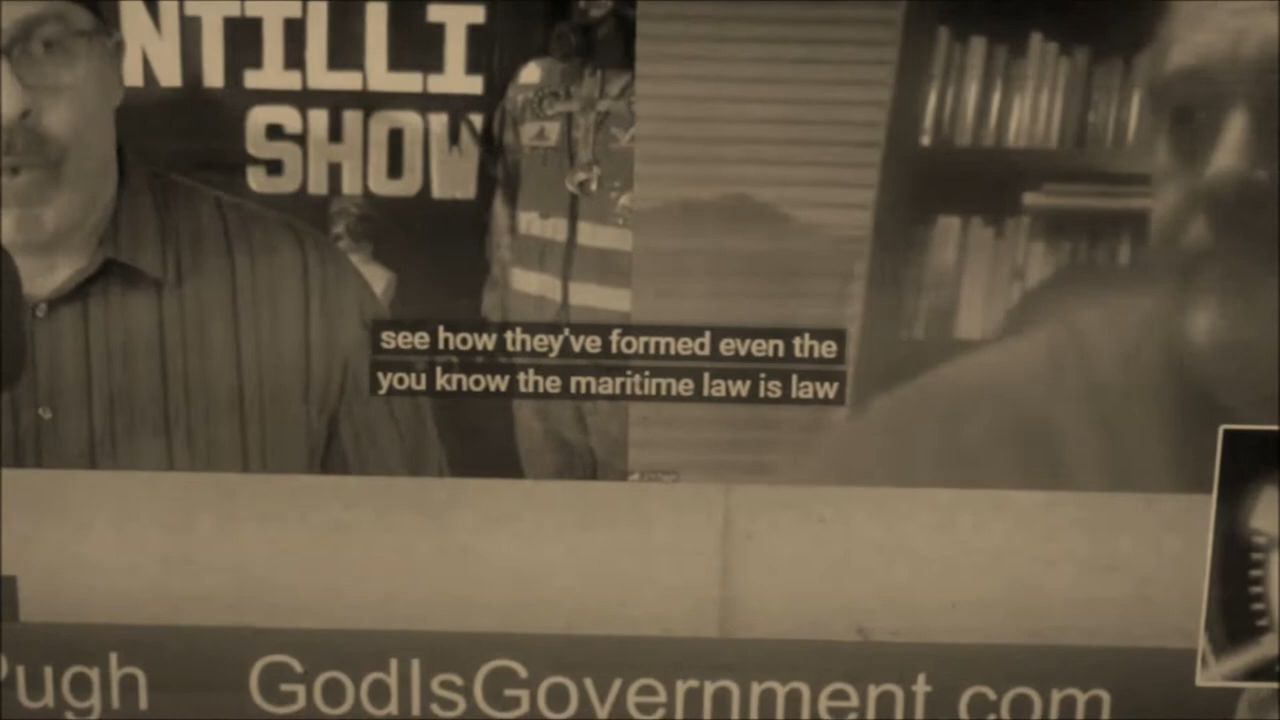 NTILLI
SHOW
see how they've formed even the
you know the maritime law is law
Pugh GodIsGovernment.com